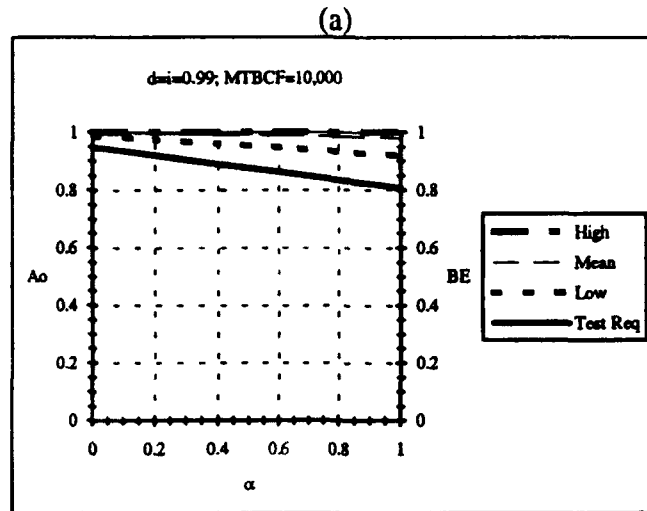 (a)
d=i=0.99; MTBCF=10,000
1 1
0.8 0.8
0.6 0.6
Ao BE
0.4 0.4
0.2 0.2
0 0
0 0.2 0.4 0.6 0.8 1
α
High
Mean
Low
Test Req